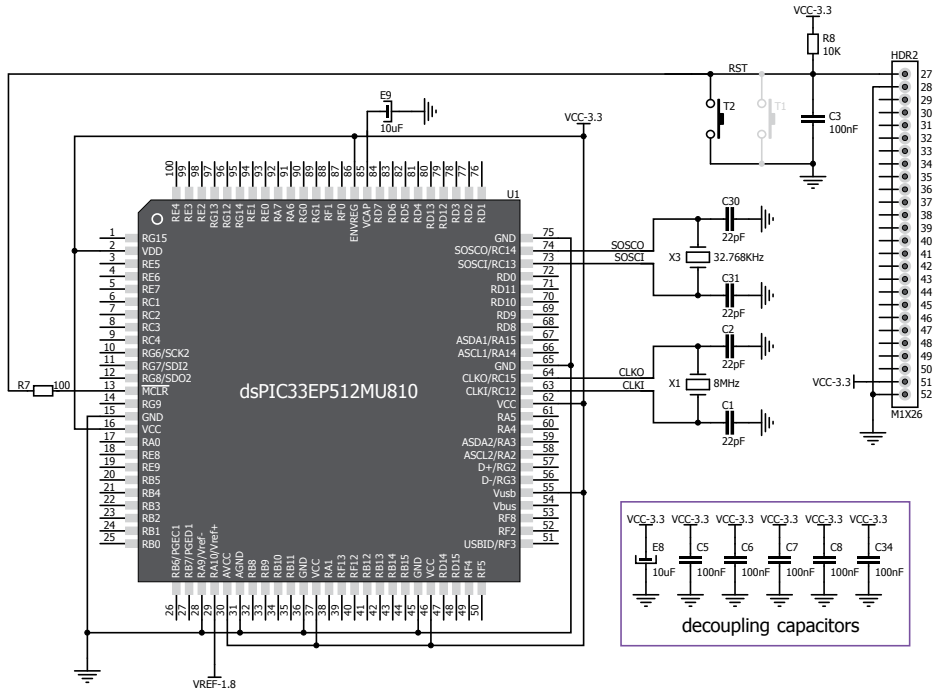 VCC-3.3
R8
10K
HDR2
RST
T2
T1
C3
100nF
27
28
29
30
31
32
33
34
35
36
37
38
39
40
41
42
43
44
45
46
47
48
49
50
51
52
VCC-3.3
M1X26
E9
10uF
VCC-3.3
100 99 98 97 96 95 94 93 92 91 90 89 88 87 86 85 84 83 82 81 80 79 78 77 76
U1
RE4 RE3 RE2 RG13 RG12 RG14 RE1 RE0 RA7 RA6 RG0 RG1 RF1 RF0 ENVREG VCAP RD7 RD6 RD5 RD4 RD13 RD12 RD3 RD2 RD1
1 RG15
2 VDD
3 RE5
4 RE6
5 RE7
6 RC1
7 RC2
8 RC3
9 RC4
10 RG6/SCK2
11 RG7/SDI2
12 RG8/SDO2
R7 100 13 MCLR
14 RG9
15 GND
16 VCC
17 RA0
18 RE8
19 RE9
20 RB5
21 RB4
22 RB3
23 RB2
24 RB1
25 RB0
dsPIC33EP512MU810
GND 75
SOSCO/RC14 74 SOSCO
SOSCI/RC13 73 SOSCI
RD0 72
RD11 71
RD10 70
RD9 69
RD8 68
ASDA1/RA15 67
ASCL1/RA14 66
GND 65
CLKO/RC15 64 CLKO
CLKI/RC12 63 CLKI
VCC 62
RA5 61
RA4 60
ASDA2/RA3 59
ASCL2/RA2 58
D+/RG2 57
D-/RG3 56
Vusb 55
Vbus 54
RF8 53
RF2 52
USBID/RF3 51
C30
22pF
X3 32.768KHz
C31
22pF
C2
22pF
X1 8MHz
C1
22pF
RB6/PGEC1 RB7/PGED1 RA9/Vref- RA10/Vref+ AVCC AGND RB8 RB9 RB10 RB11 GND VCC RA1 RF13 RF12 RB12 RB13 RB14 RB15 GND VCC RD14 RD15 RF4 RF5
26 27 28 29 30 31 32 33 34 35 36 37 38 39 40 41 42 43 44 45 46 47 48 49 50
VREF-1.8
VCC-3.3 VCC-3.3 VCC-3.3 VCC-3.3 VCC-3.3 VCC-3.3
E8 C5 C6 C7 C8 C34
10uF 100nF 100nF 100nF 100nF 100nF
decoupling capacitors